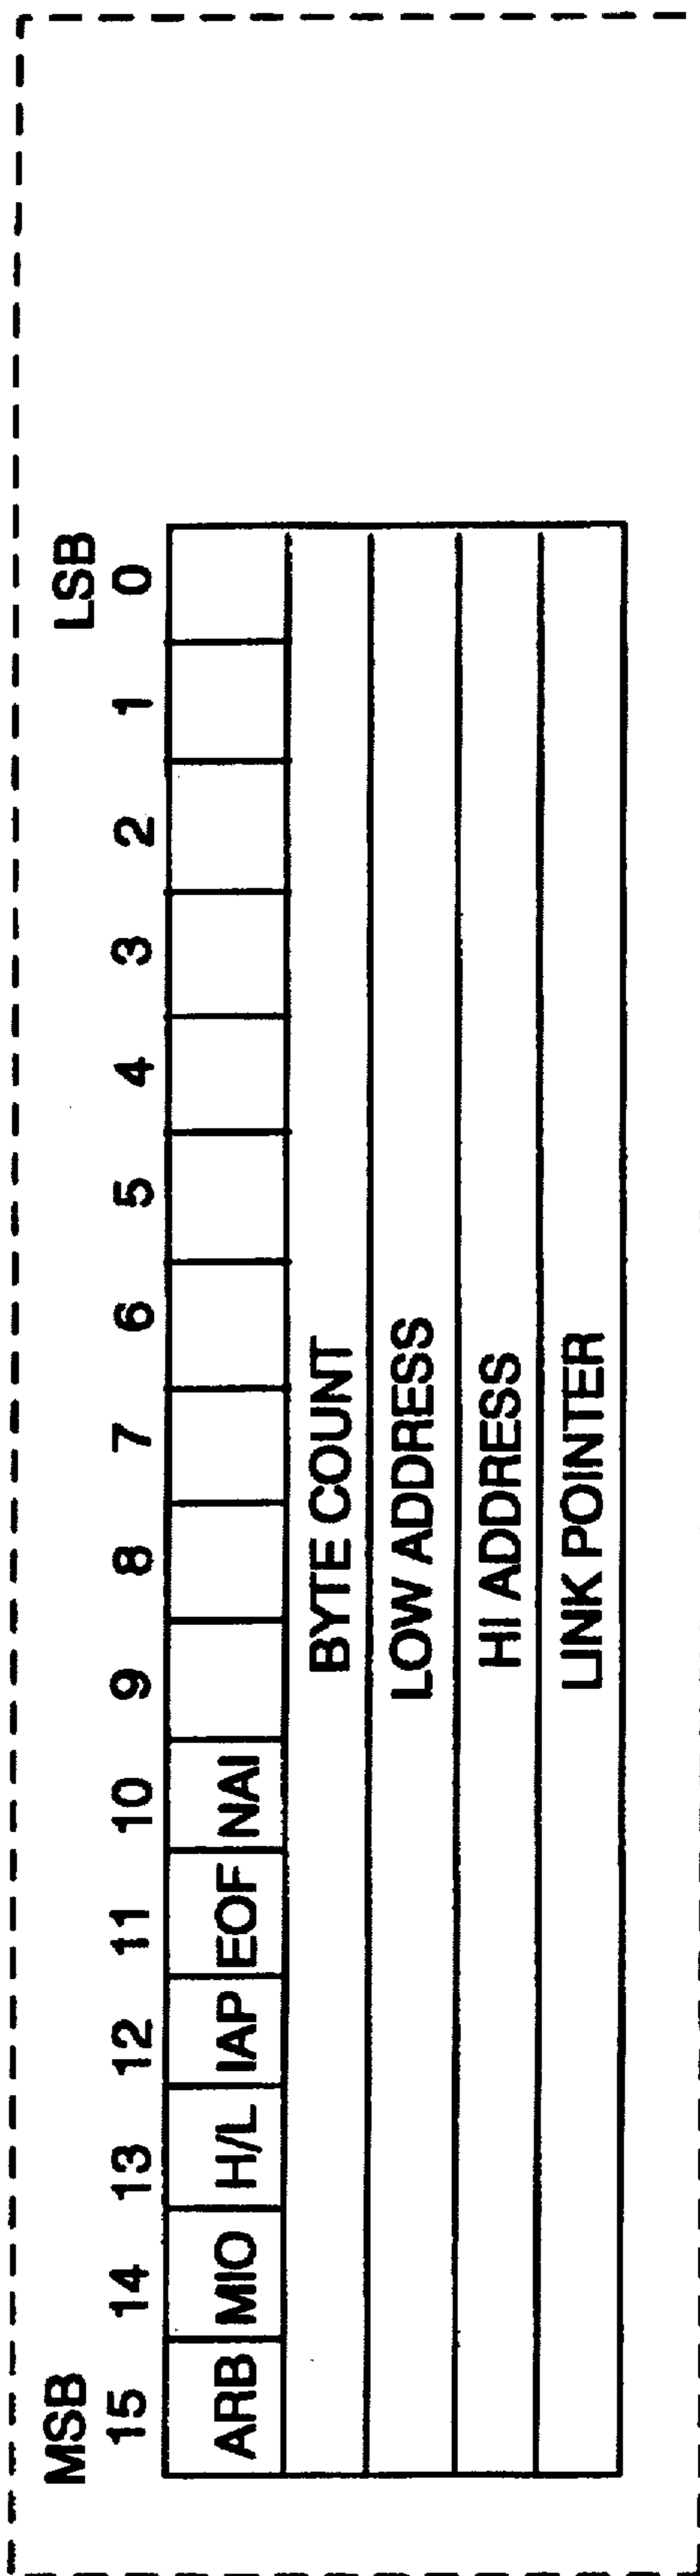 MSB LSB
15 14 13 12 11 10 9 8 7 6 5 4 3 2 1 0
ARB MIO H/L IAP EOF NAI
BYTE COUNT
LOW ADDRESS
HI ADDRESS
LINK POINTER